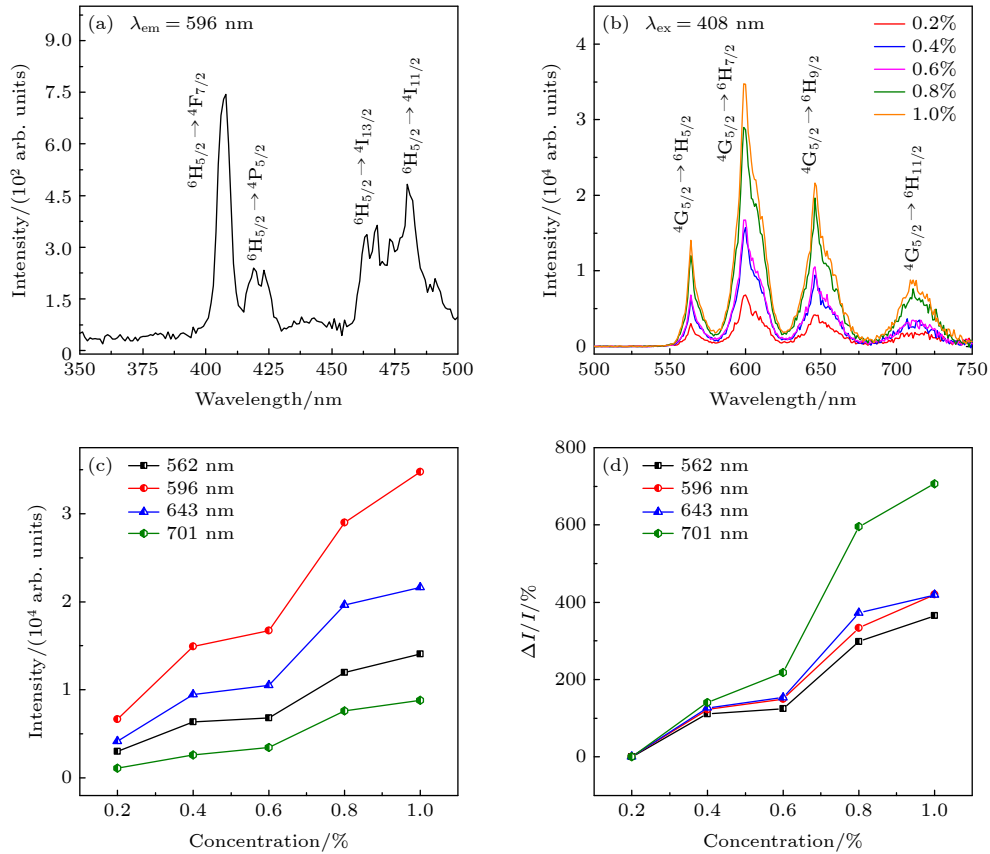 (a) λem = 596 nm
9.0
7.5
6.0
4.5
3.0
1.5
0
Intensity/(10² arb. units)
⁶H5/2→⁴F7/2
⁶H5/2→⁴P5/2
⁶H5/2→⁴I13/2
⁶H5/2→⁴I11/2
350 375 400 425 450 475 500
Wavelength/nm
(b) λex = 408 nm
0.2%
0.4%
0.6%
0.8%
1.0%
4
3
2
1
0
Intensity/(10⁴ arb. units)
⁴G5/2→⁶H5/2
⁴G5/2→⁶H7/2
⁴G5/2→⁶H9/2
⁴G5/2→⁶H11/2
500 550 600 650 700 750
Wavelength/nm
(c)
562 nm
596 nm
643 nm
701 nm
3
2
1
0
Intensity/(10⁴ arb. units)
0.2 0.4 0.6 0.8 1.0
Concentration/%
(d)
562 nm
596 nm
643 nm
701 nm
800
600
400
200
0
ΔI/I/%
0.2 0.4 0.6 0.8 1.0
Concentration/%